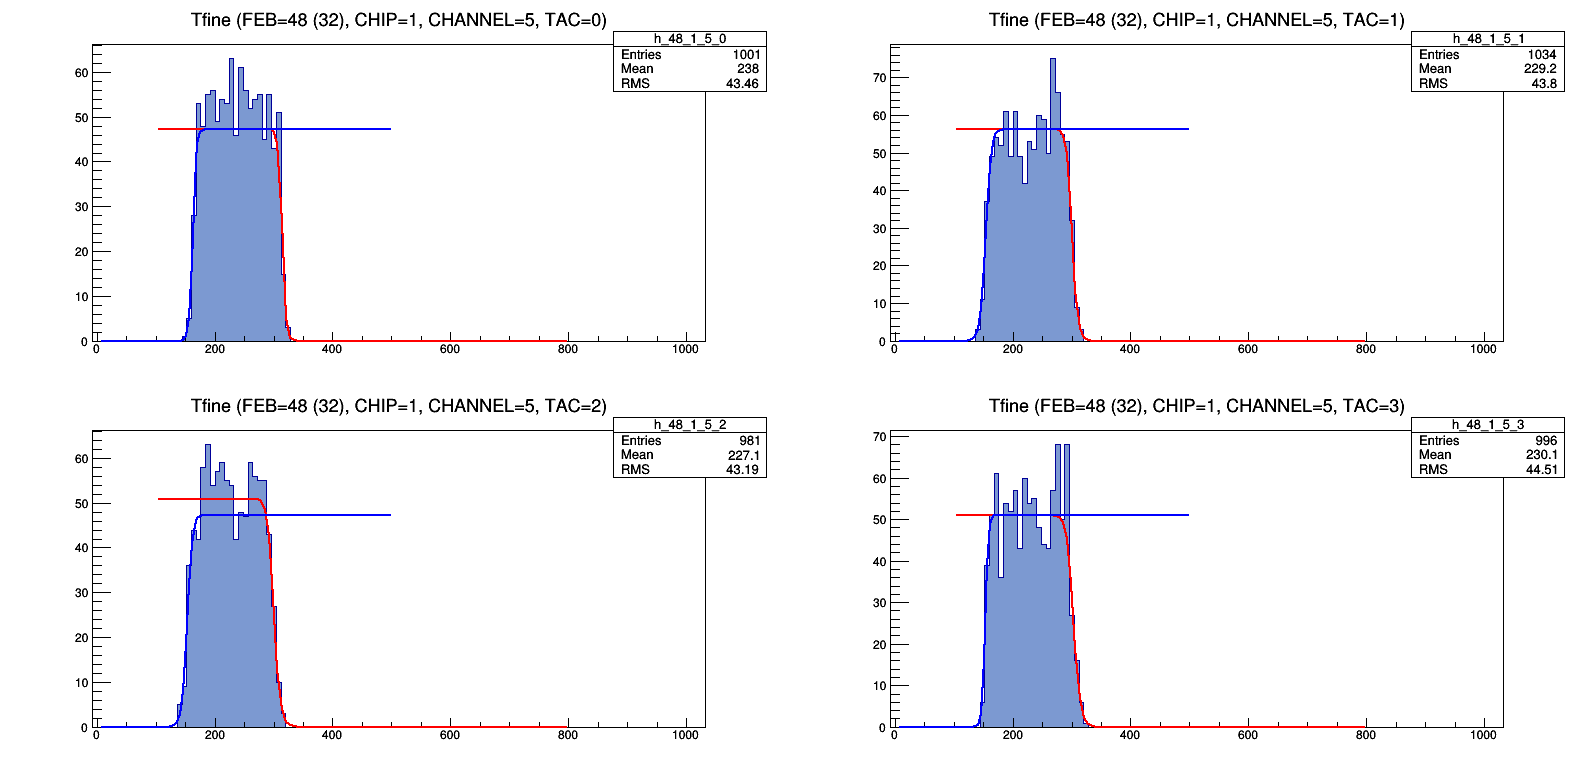 Tfine (FEB=48 (32), CHIP=1, CHANNEL=5, TAC=0)
h_48_1_5_0
Entries 1001
Mean 238
RMS 43.46
60
50
40
30
20
10
0
0 200 400 600 800 1000
Tfine (FEB=48 (32), CHIP=1, CHANNEL=5, TAC=1)
h_48_1_5_1
Entries 1034
Mean 229.2
RMS 43.8
70
60
50
40
30
20
10
0
0 200 400 600 800 1000
Tfine (FEB=48 (32), CHIP=1, CHANNEL=5, TAC=2)
h_48_1_5_2
Entries 981
Mean 227.1
RMS 43.19
60
50
40
30
20
10
0
0 200 400 600 800 1000
Tfine (FEB=48 (32), CHIP=1, CHANNEL=5, TAC=3)
h_48_1_5_3
Entries 996
Mean 230.1
RMS 44.51
70
60
50
40
30
20
10
0
0 200 400 600 800 1000